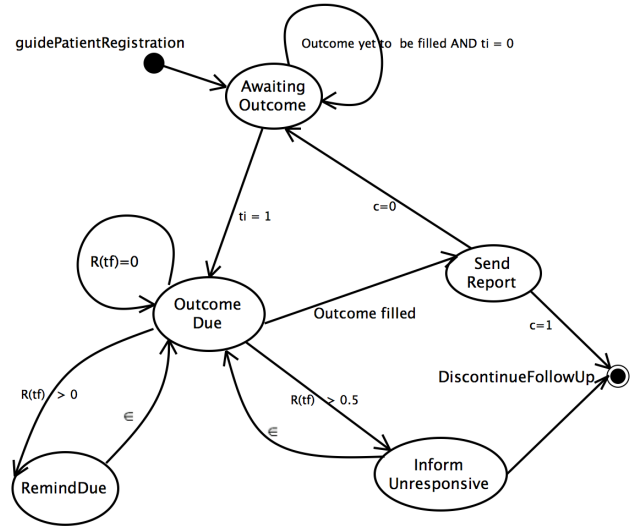 guidePatientRegistration
Outcome yet to be filled AND ti = 0
Awaiting
Outcome
ti = 1
c=0
R(tf)=0
Send
Report
Outcome
Due
Outcome filled
c=1
DiscontinueFollowUp
R(tf) > 0
R(tf) > 0.5
∈
∈
Inform
Unresponsive
RemindDue